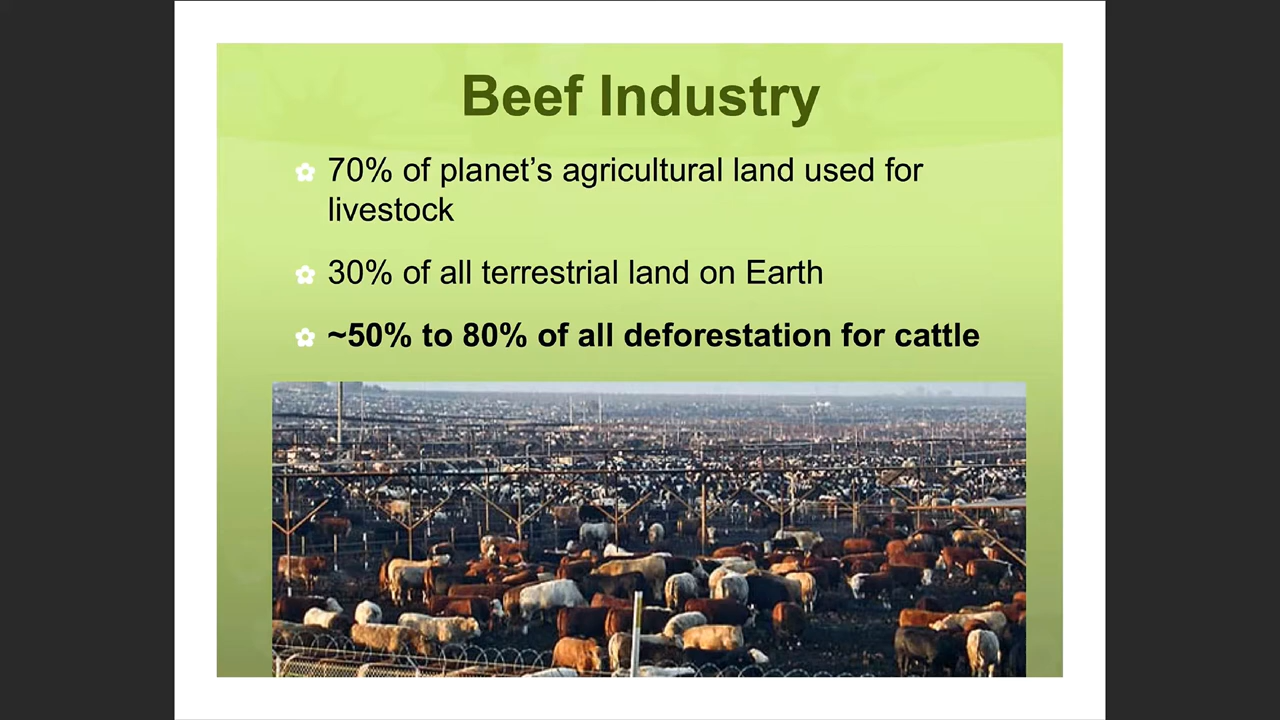 Beef Industry
70% of planet’s agricultural land used for
livestock
30% of all terrestrial land on Earth
~50% to 80% of all deforestation for cattle